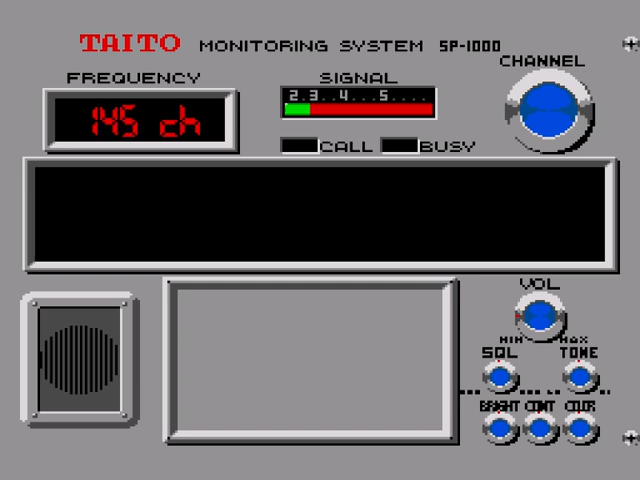 TAITO MONITORING SYSTEM SP-1000
CHANNEL
FREQUENCY
SIGNAL
145 ch
2.3..4...5....
CALL
BUSY
VOL
MIN
MAX
SQL
TONE
BRIGHT CONT COLOR